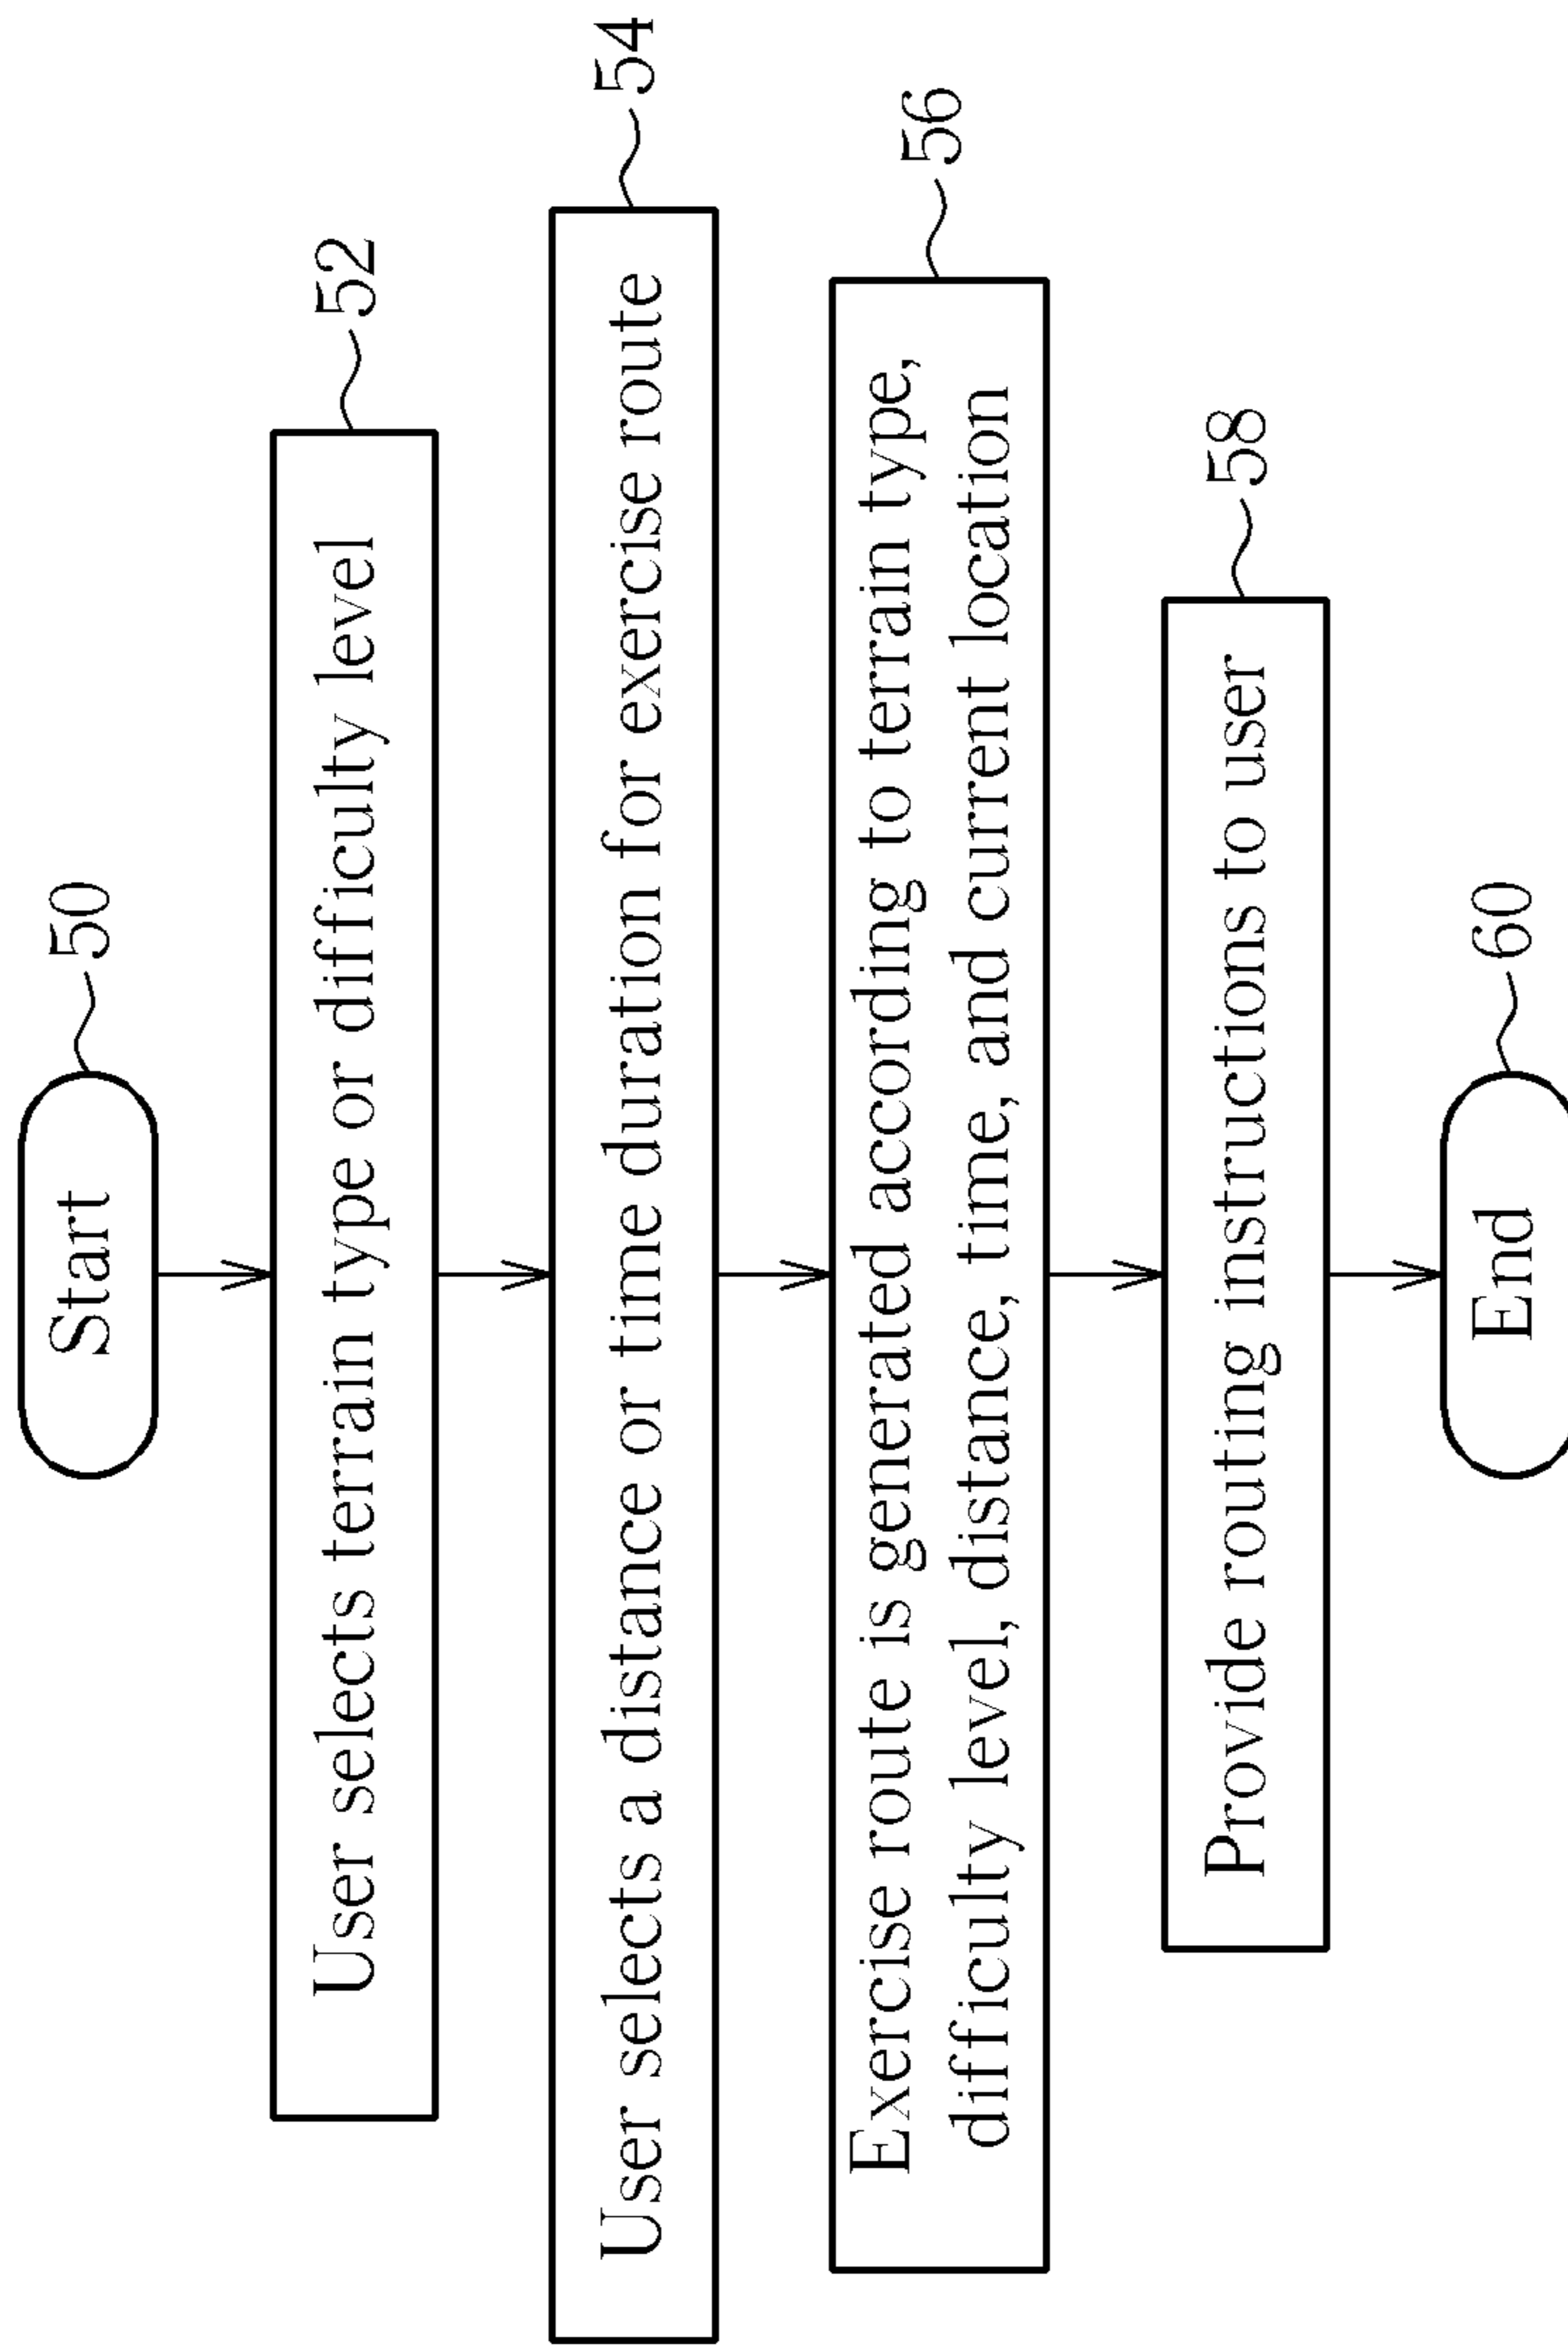 Start
50
User selects terrain type or difficulty level
52
User selects a distance or time duration for exercise route
54
Exercise route is generated according to terrain type,
difficulty level, distance, time, and current location
56
Provide routing instructions to user
58
End
60